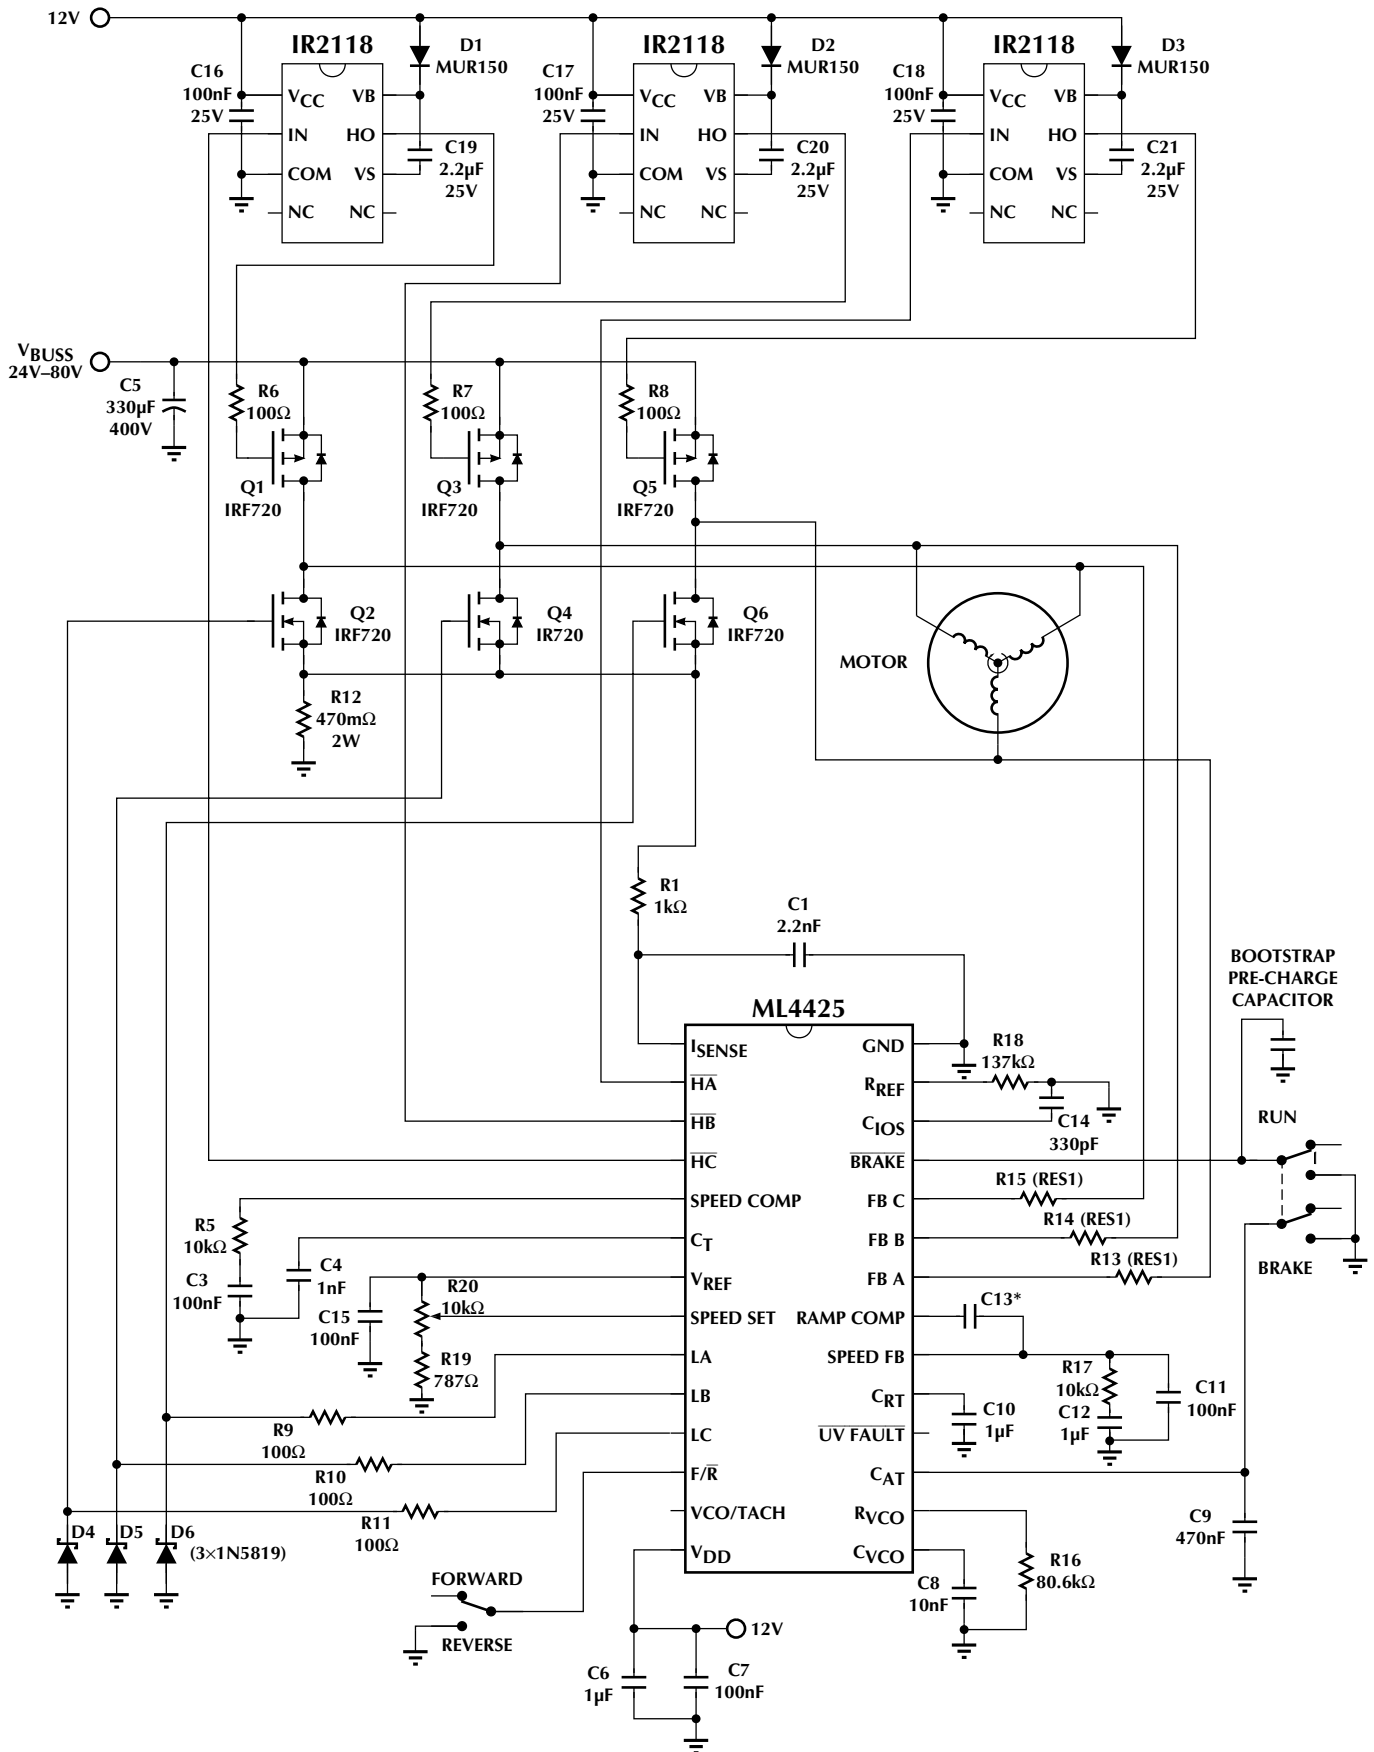 12V
IR2118
IR2118
IR2118
D1
MUR150
D2
MUR150
D3
MUR150
C16
100nF
25V
C17
100nF
25V
C18
100nF
25V
VCC
VB
IN
HO
COM
VS
NC
NC
VCC
VB
IN
HO
COM
VS
NC
NC
VCC
VB
IN
HO
COM
VS
NC
NC
C19
2.2µF
25V
C20
2.2µF
25V
C21
2.2µF
25V
VBUSS
24V–80V
C5
330µF
400V
R6
100Ω
R7
100Ω
R8
100Ω
Q1
IRF720
Q3
IRF720
Q5
IRF720
Q2
IRF720
Q4
IR720
Q6
IRF720
MOTOR
R12
470mΩ
2W
R1
1kΩ
C1
2.2nF
BOOTSTRAP
PRE-CHARGE
CAPACITOR
ML4425
ISENSE
HA
HB
HC
SPEED COMP
CT
VREF
SPEED SET
LA
LB
LC
F/R
VCO/TACH
VDD
GND
RREF
CIOS
BRAKE
FB C
FB B
FB A
RAMP COMP
SPEED FB
CRT
UV FAULT
CAT
RVCO
CVCO
R18
137kΩ
C14
330pF
RUN
BRAKE
R15 (RES1)
R14 (RES1)
R13 (RES1)
C13*
R5
10kΩ
C3
100nF
C4
1nF
C15
100nF
R20
10kΩ
R19
787Ω
R17
10kΩ
C12
1µF
C11
100nF
C10
1µF
R9
100Ω
R10
100Ω
R11
100Ω
D4
D5
D6
(3×1N5819)
C9
470nF
FORWARD
REVERSE
C8
10nF
R16
80.6kΩ
12V
C6
1µF
C7
100nF